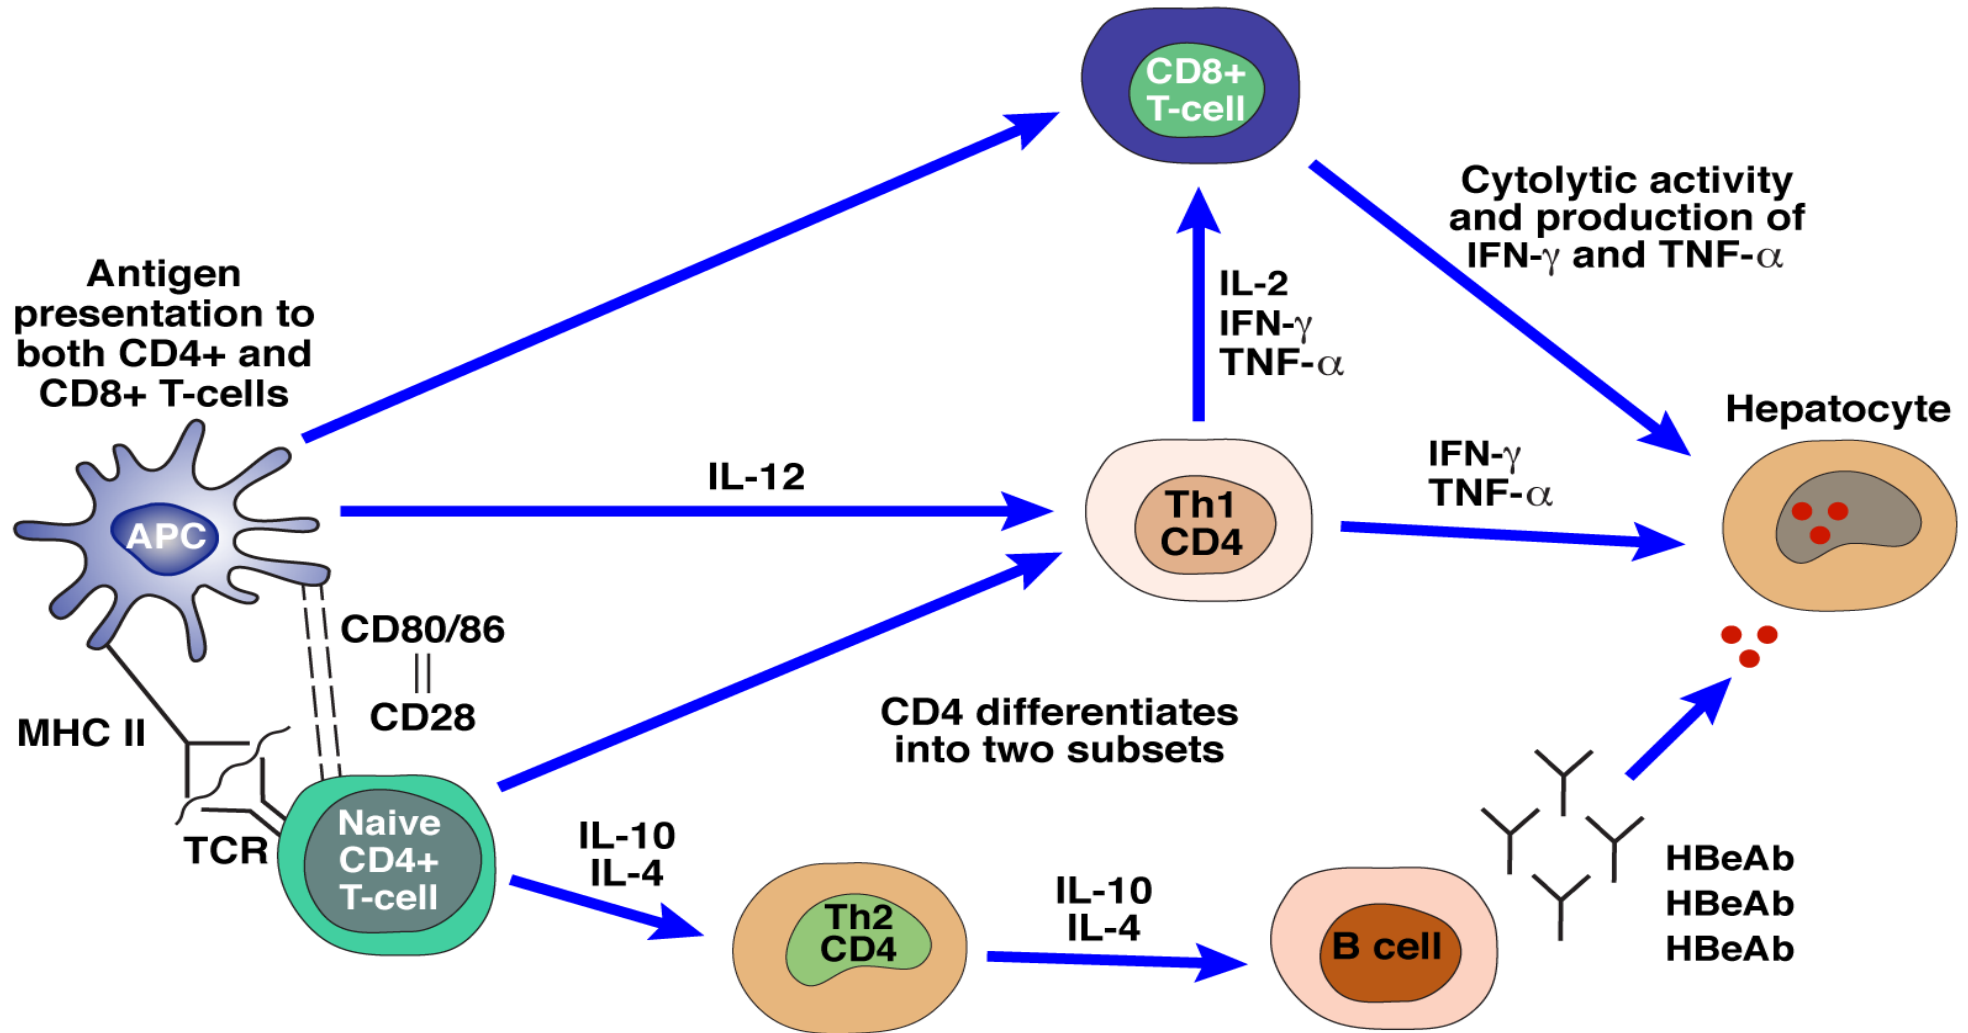 CD8+
T-cell
Cytolytic activity
and production of
IFN-γ and TNF-α
Antigen
presentation to
both CD4+ and
CD8+ T-cells
IL-2
IFN-γ
TNF-α
Hepatocyte
IL-12
IFN-γ
TNF-α
APC
Th1
CD4
CD80/86
CD28
MHC II
CD4 differentiates
into two subsets
TCR
Naive
CD4+
T-cell
IL-10
IL-4
Th2
CD4
IL-10
IL-4
B cell
HBeAb
HBeAb
HBeAb